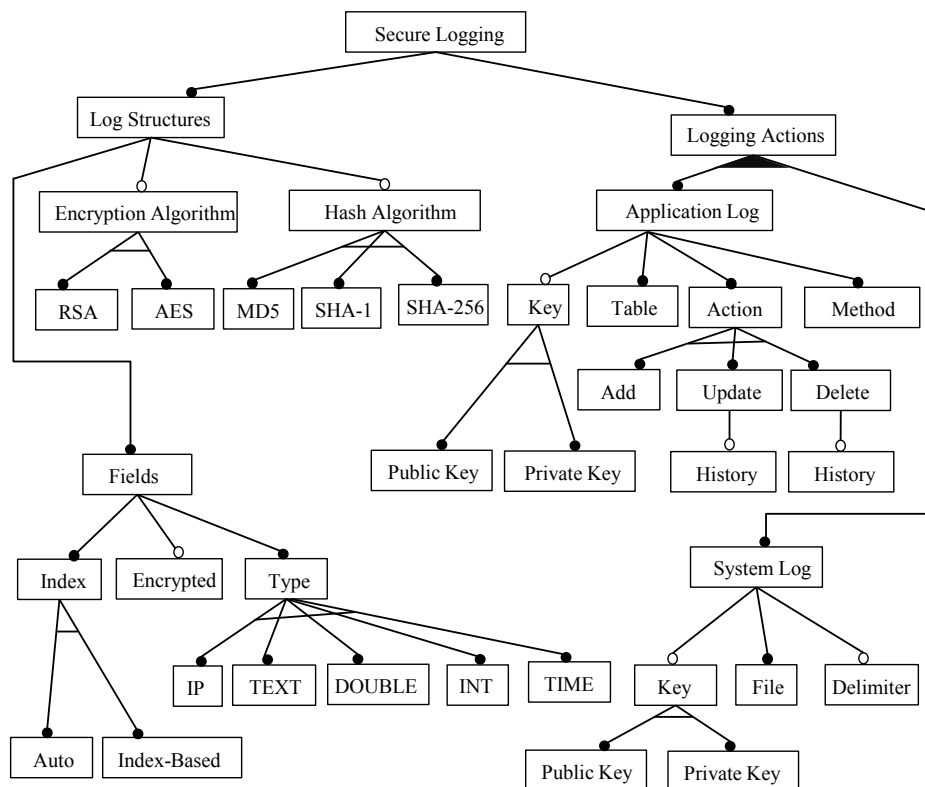 Secure Logging
Log Structures
Logging Actions
Encryption Algorithm
Hash Algorithm
Application Log
RSA
AES
MD5
SHA-1
SHA-256
Key
Table
Action
Method
Add
Update
Delete
Public Key
Private Key
History
History
Fields
System Log
Index
Encrypted
Type
IP
TEXT
DOUBLE
INT
TIME
Key
File
Delimiter
Auto
Index-Based
Public Key
Private Key